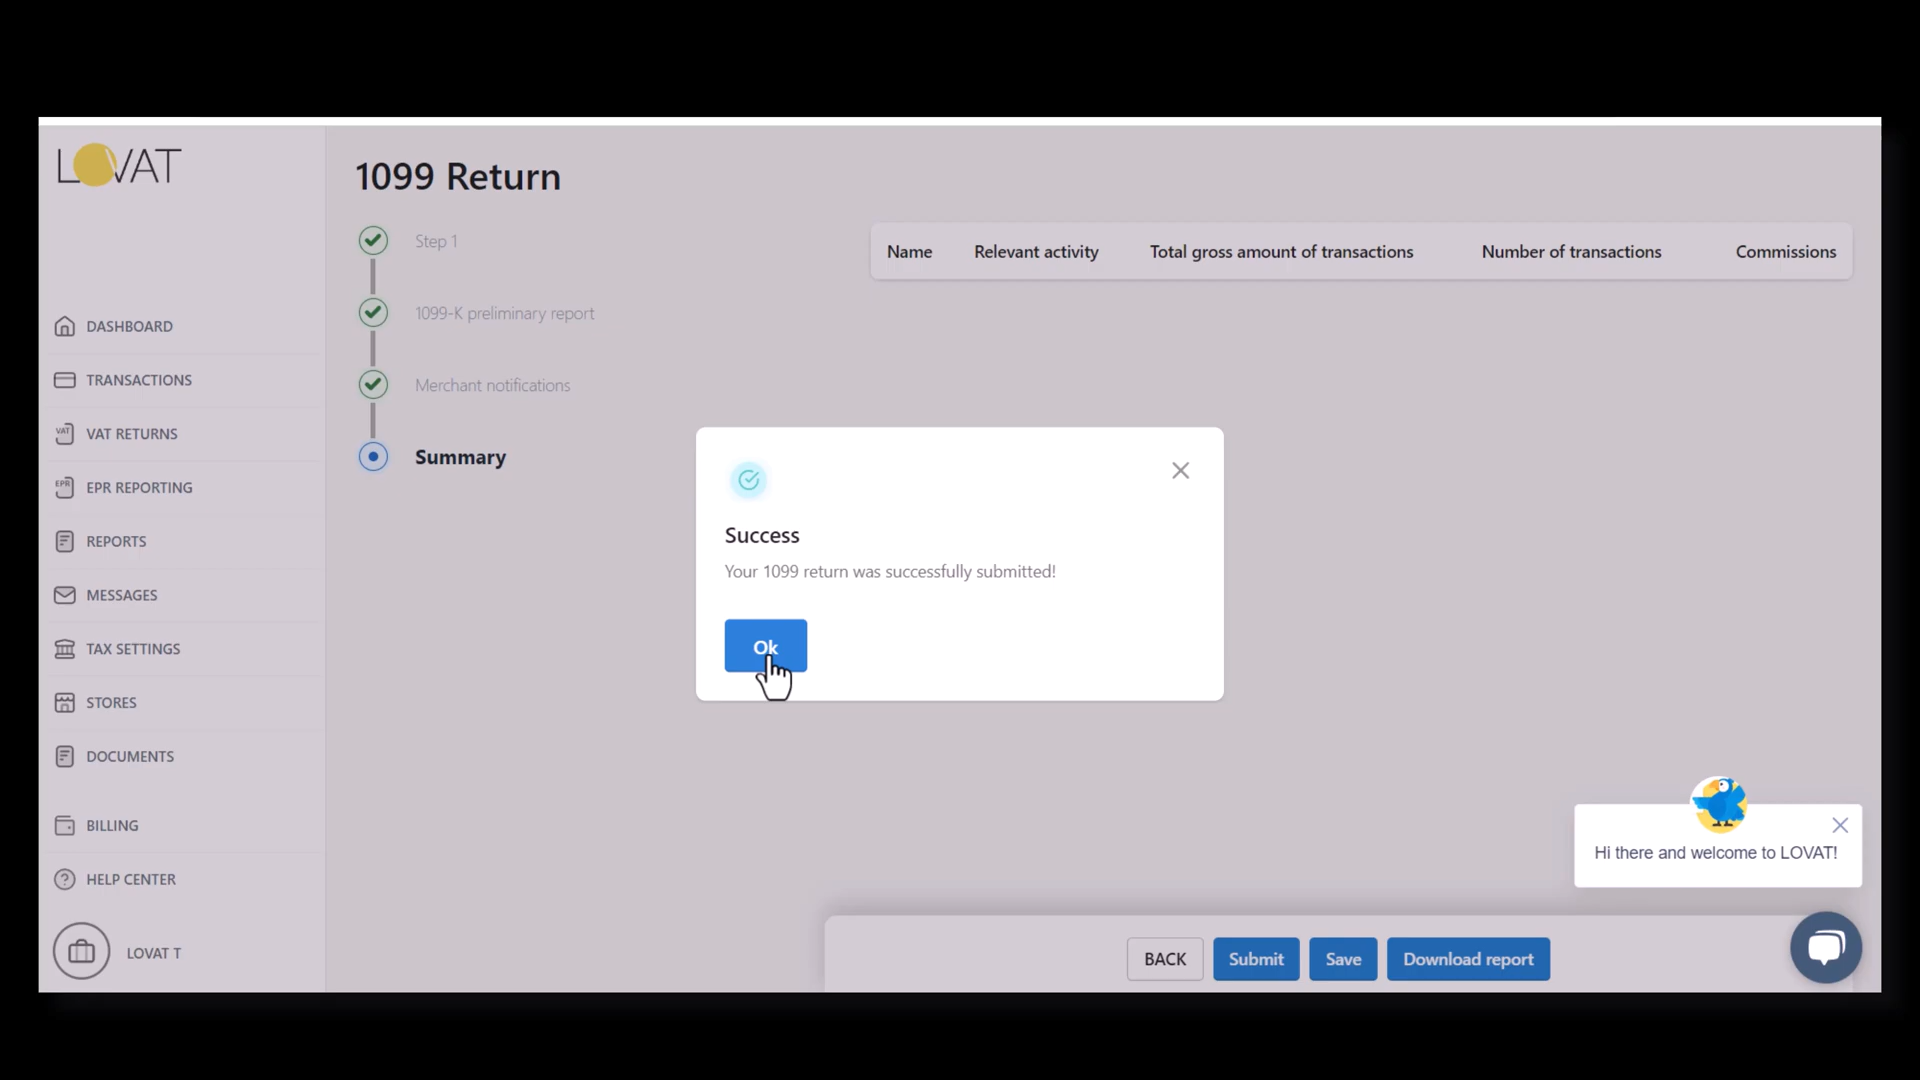 LOVAT
DASHBOARD
TRANSACTIONS
VAT
VAT RETURNS
EPR
EPR REPORTING
REPORTS
MESSAGES
TAX SETTINGS
STORES
DOCUMENTS
BILLING
HELP CENTER
LOVAT T
1099 Return
Step 1
1099-K preliminary report
Merchant notifications
Summary
Name Relevant activity Total gross amount of transactions Number of transactions Commissions
Success
Your 1099 return was successfully submitted!
Ok
Hi there and welcome to LOVAT!
BACK Submit Save Download report